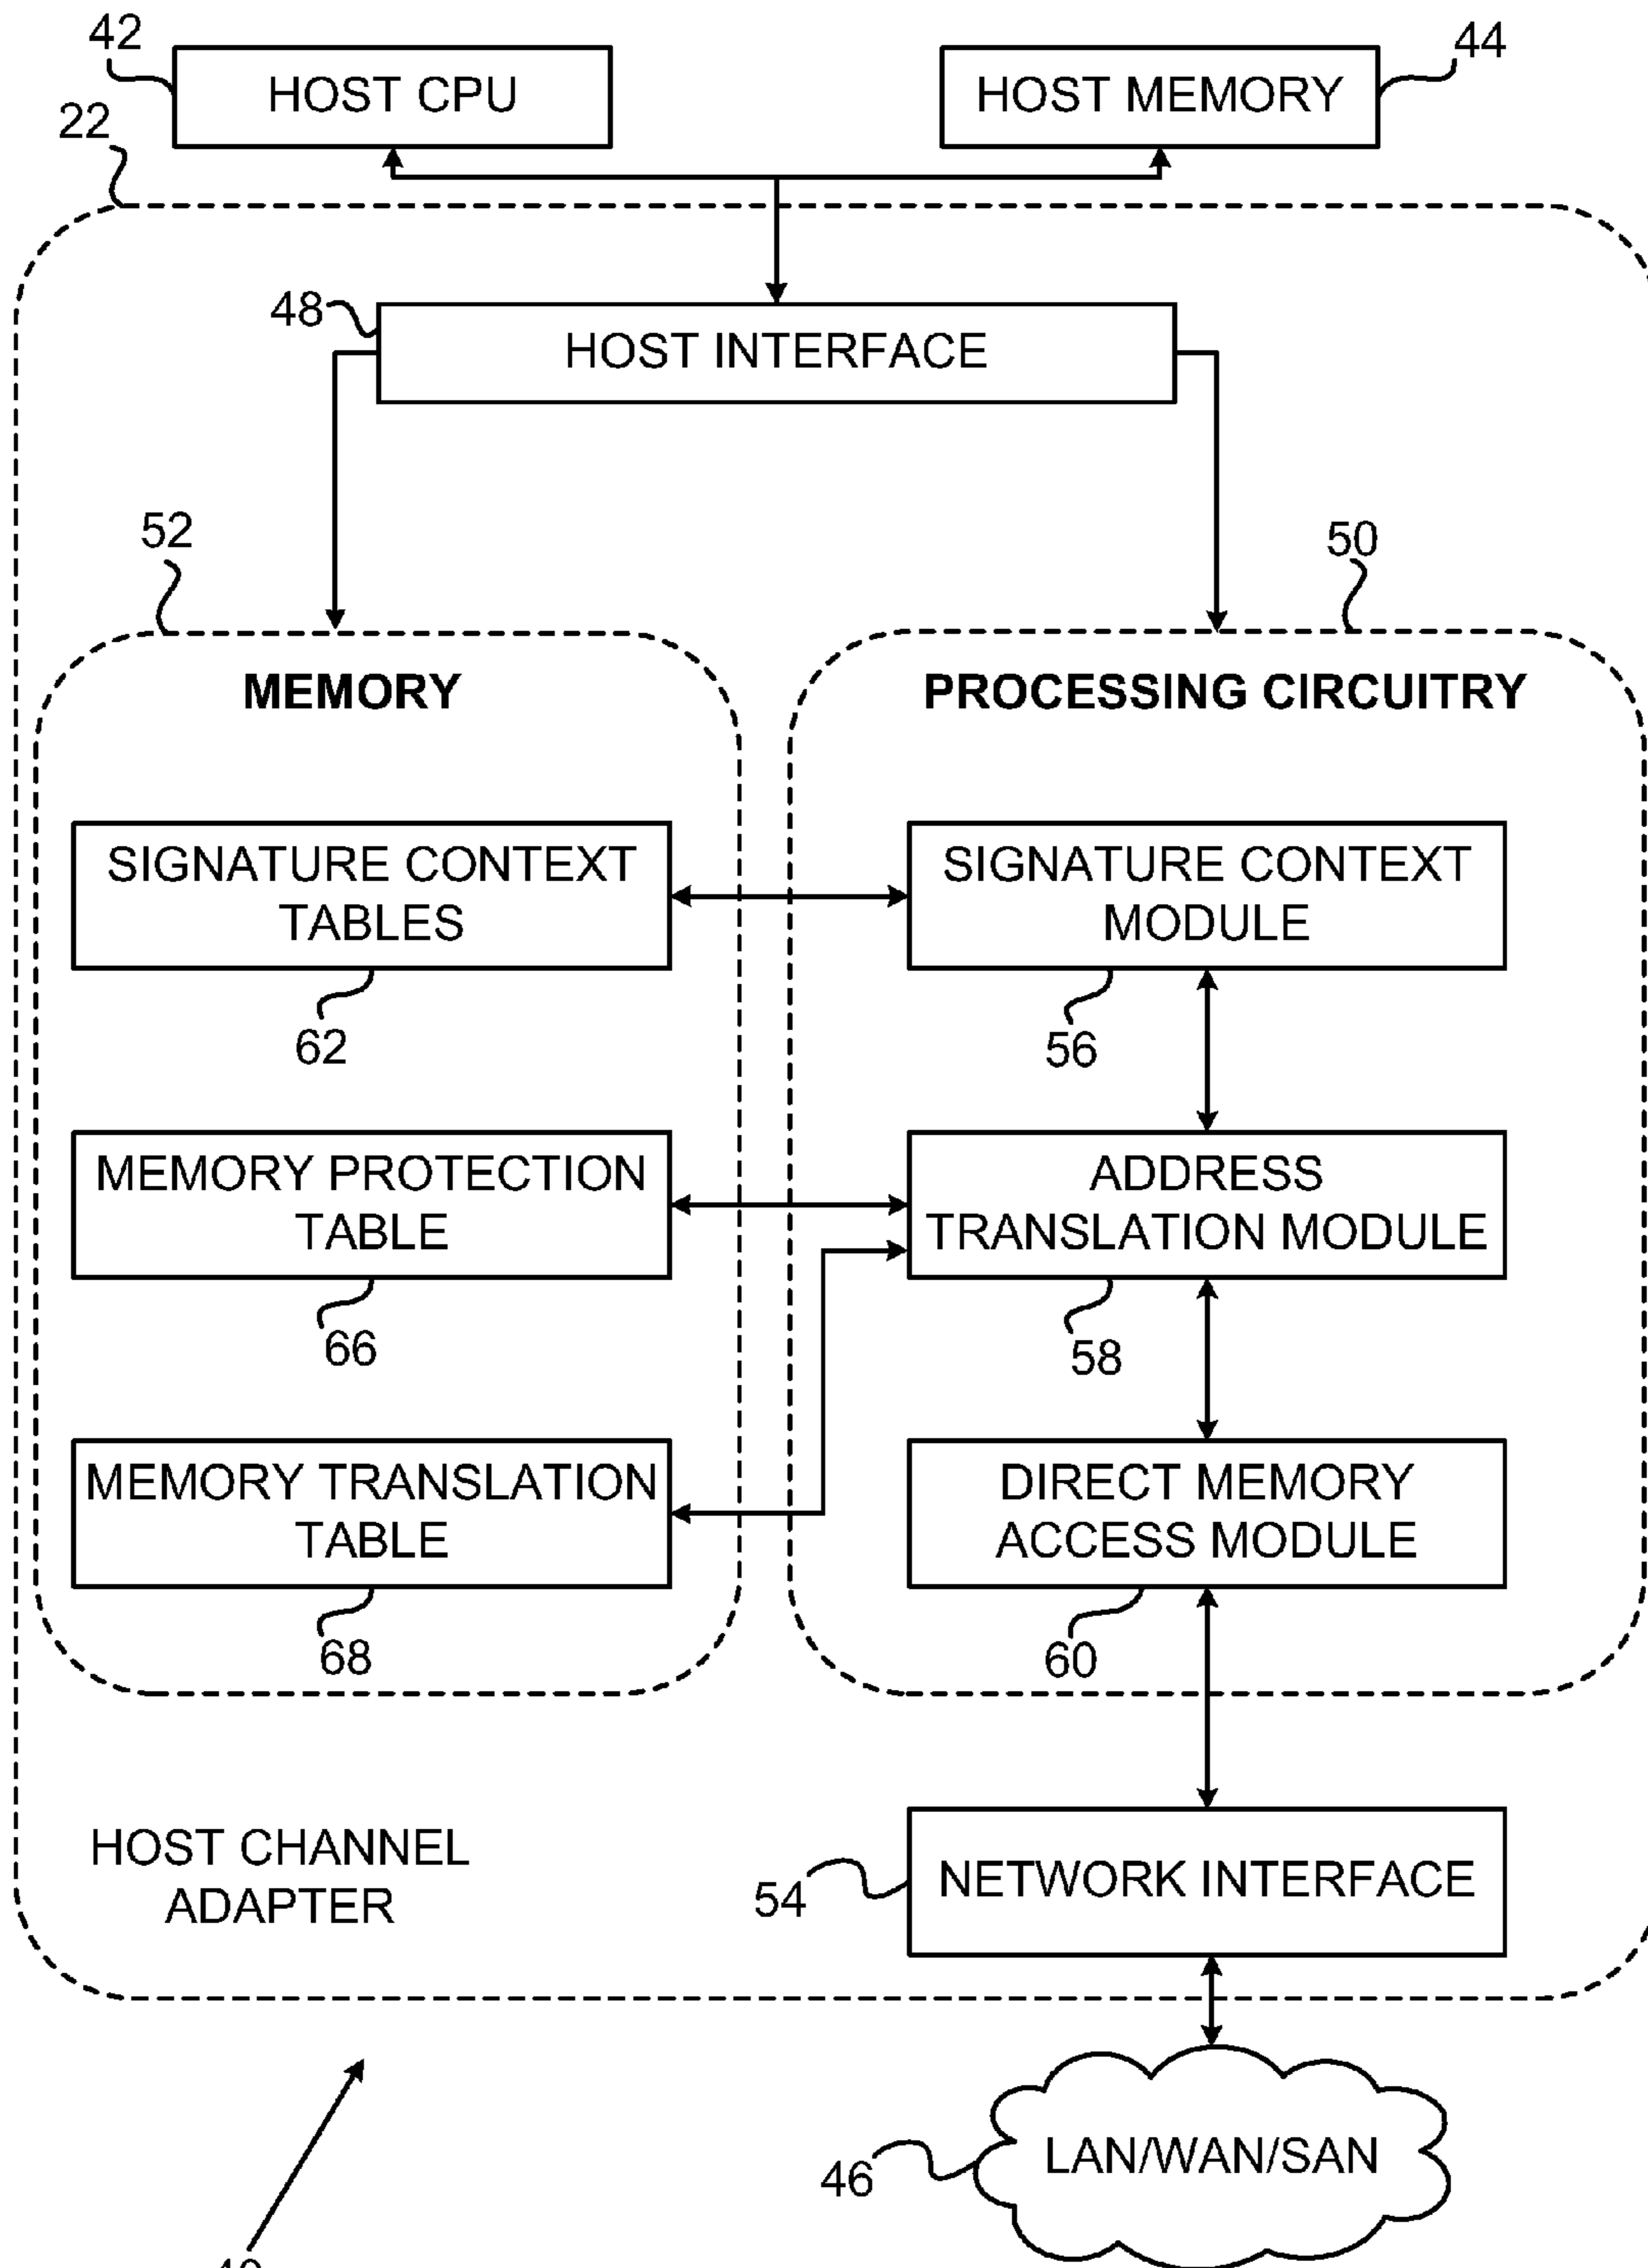 42
HOST CPU
HOST MEMORY
44
22
48
HOST INTERFACE
52
50
MEMORY
PROCESSING CIRCUITRY
SIGNATURE CONTEXT
TABLES
SIGNATURE CONTEXT
MODULE
62
56
MEMORY PROTECTION
TABLE
ADDRESS
TRANSLATION MODULE
66
58
MEMORY TRANSLATION
TABLE
DIRECT MEMORY
ACCESS MODULE
68
60
HOST CHANNEL
ADAPTER
54
NETWORK INTERFACE
46
LAN/WAN/SAN